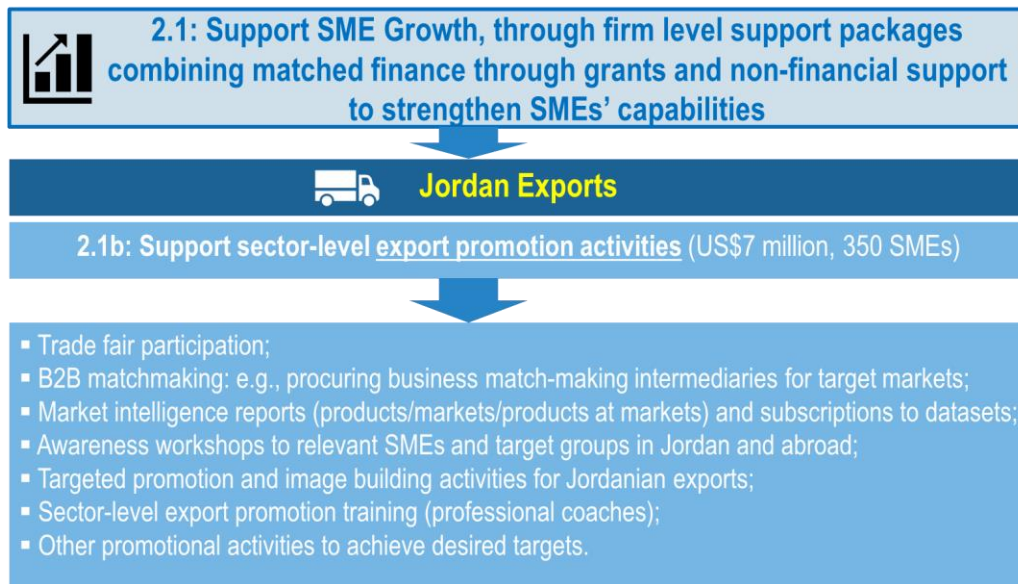 2.1: Support SME Growth, through firm level support packages
combining matched finance through grants and non-financial support
to strengthen SMEs’ capabilities
Jordan Exports
2.1b: Support sector-level export promotion activities (US$7 million, 350 SMEs)
▪ Trade fair participation;
▪ B2B matchmaking: e.g., procuring business match-making intermediaries for target markets;
▪ Market intelligence reports (products/markets/products at markets) and subscriptions to datasets;
▪ Awareness workshops to relevant SMEs and target groups in Jordan and abroad;
▪ Targeted promotion and image building activities for Jordanian exports;
▪ Sector-level export promotion training (professional coaches);
▪ Other promotional activities to achieve desired targets.